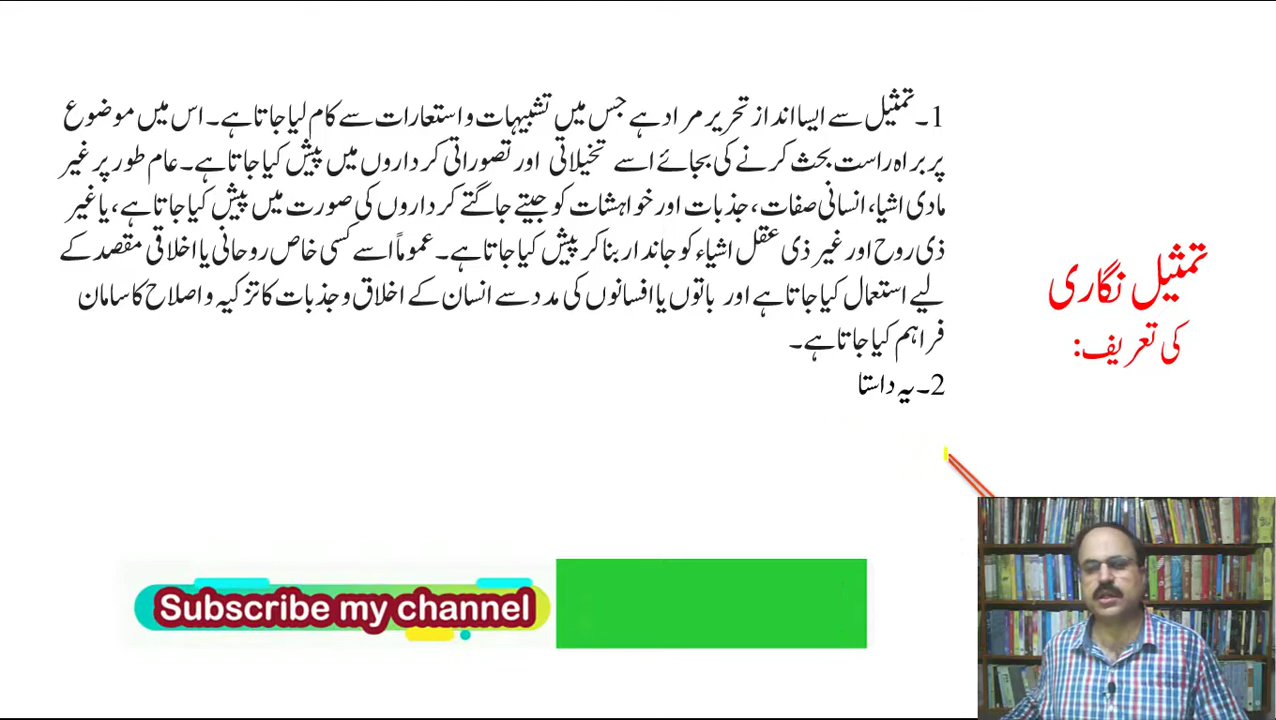 تمثیل نگاری
کی تعریف:
1۔ تمثیل سے ایسا انداز تحریر مراد ہے جس میں تشبیہات و استعارات سے کام لیا جاتا ہے۔ اس میں موضوع
پر براہ راست بحث کرنے کی بجائے اسے تخیلاتی اور تصوراتی کرداروں میں پیش کیا جاتا ہے۔ عام طور پر غیر
مادی اشیا، انسانی صفات، جذبات اور خواہشات کو جیتے جاگتے کرداروں کی صورت میں پیش کیا جاتا ہے، یا غیر
ذی روح اور غیر ذی عقل اشیاء کو جاندار بنا کر پیش کیا جاتا ہے۔ عموماً اسے کسی خاص روحانی یا اخلاقی مقصد کے
لیے استعمال کیا جاتا ہے اور باتوں یا افسانوں کی مدد سے انسان کے اخلاق و جذبات کا تزکیہ و اصلاح کا سامان
فراہم کیا جاتا ہے۔
2۔ یہ داستا
Subscribe my channel